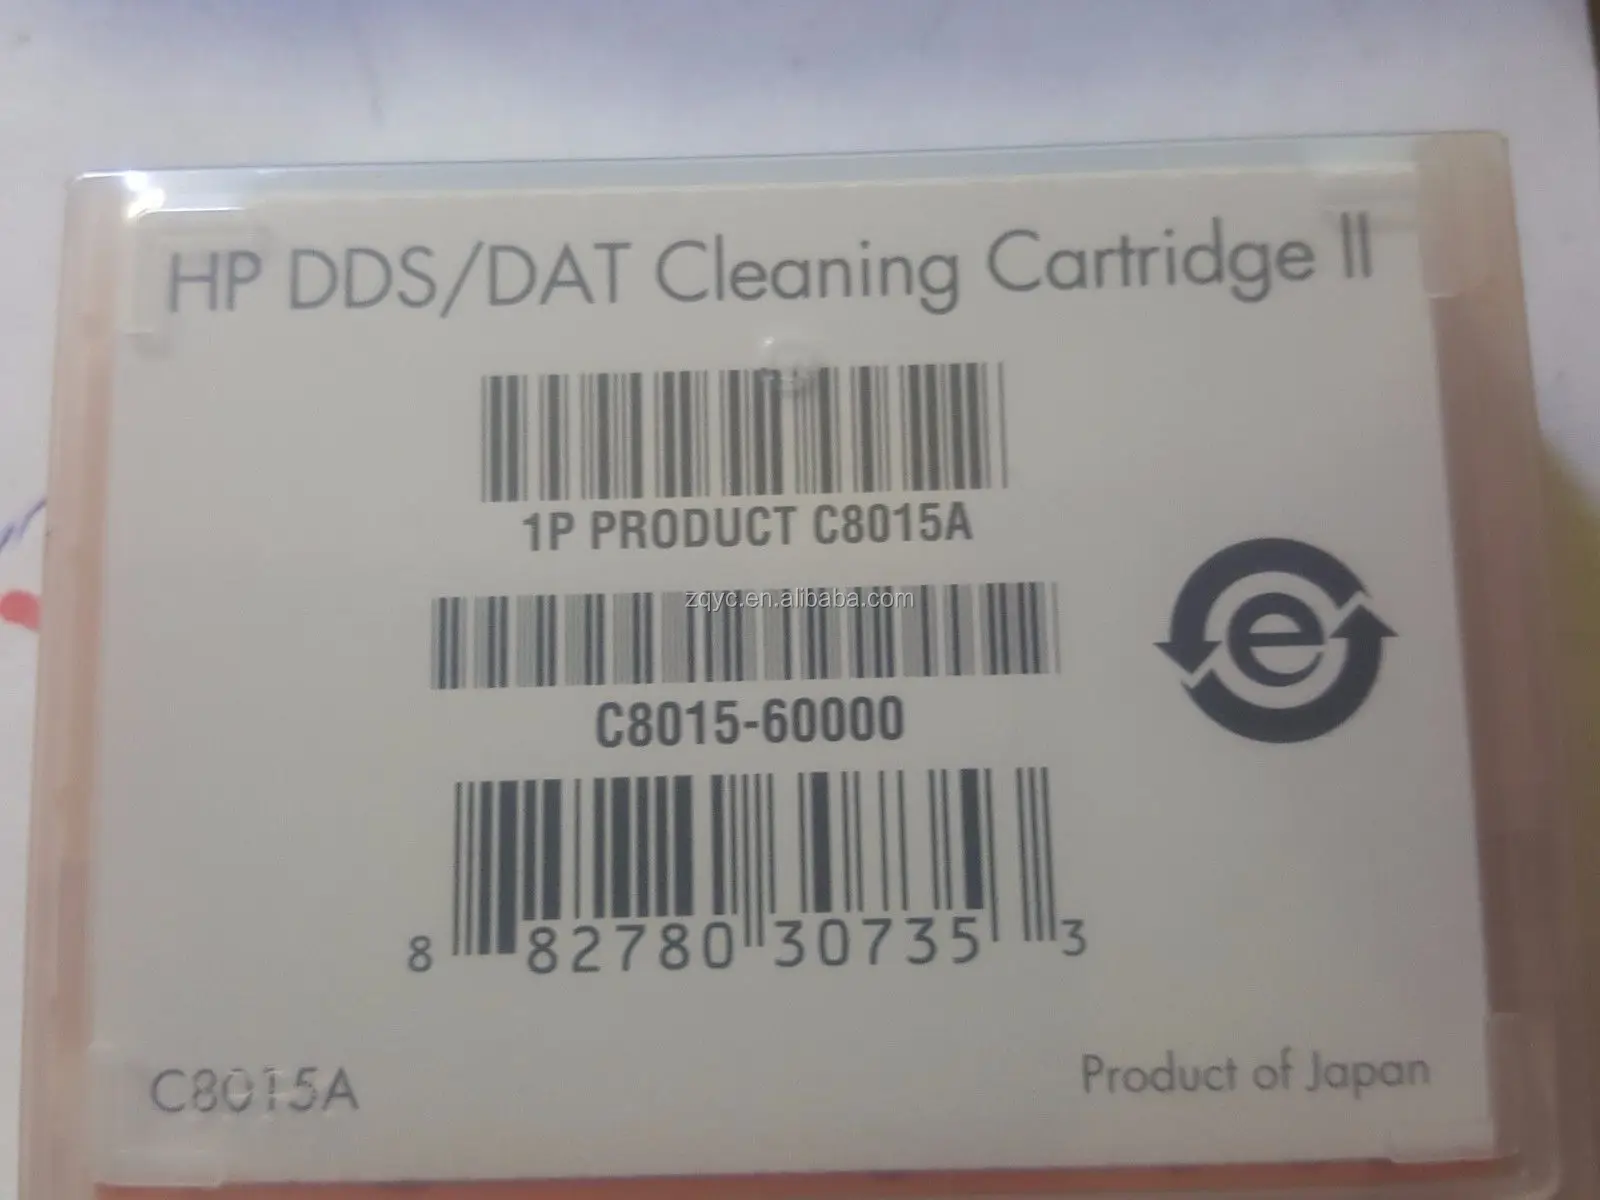 HP DDS/DAT Cleaning Cartridge II
1P PRODUCT C8015A
zqyc.en.alibaba.com
C8015-60000
e
8 82780 30735 3
C8015A
Product of Japan